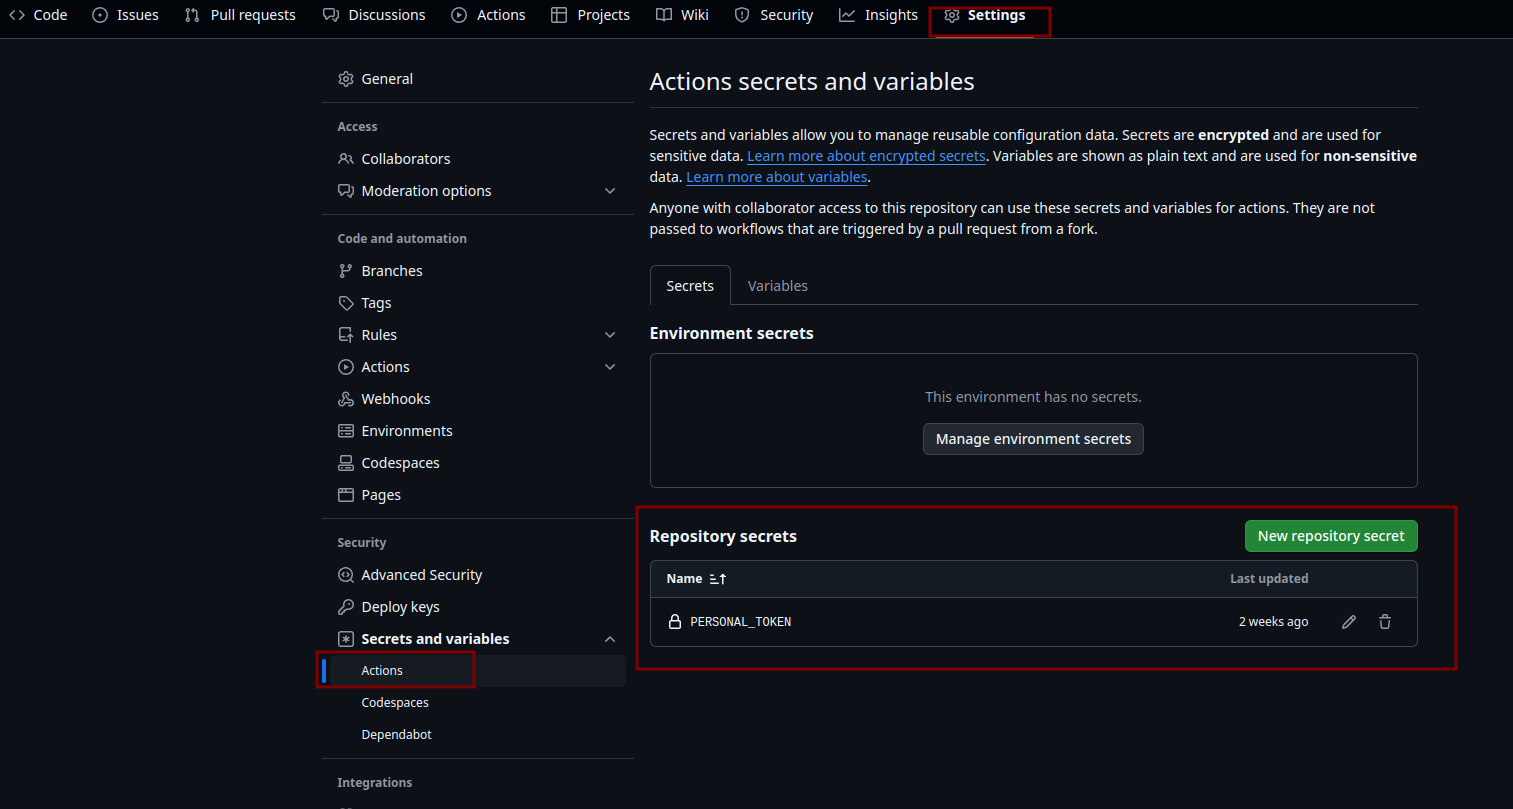 Code Issues Pull requests Discussions Actions Projects Wiki Security Insights Settings
General
Access
Collaborators
Moderation options
Code and automation
Branches
Tags
Rules
Actions
Webhooks
Environments
Codespaces
Pages
Security
Advanced Security
Deploy keys
Secrets and variables
Actions
Codespaces
Dependabot
Integrations
Actions secrets and variables
Secrets and variables allow you to manage reusable configuration data. Secrets are encrypted and are used for
sensitive data. Learn more about encrypted secrets. Variables are shown as plain text and are used for non-sensitive
data. Learn more about variables.
Anyone with collaborator access to this repository can use these secrets and variables for actions. They are not
passed to workflows that are triggered by a pull request from a fork.
Secrets Variables
Environment secrets
This environment has no secrets.
Manage environment secrets
Repository secrets New repository secret
Name Last updated
PERSONAL_TOKEN 2 weeks ago